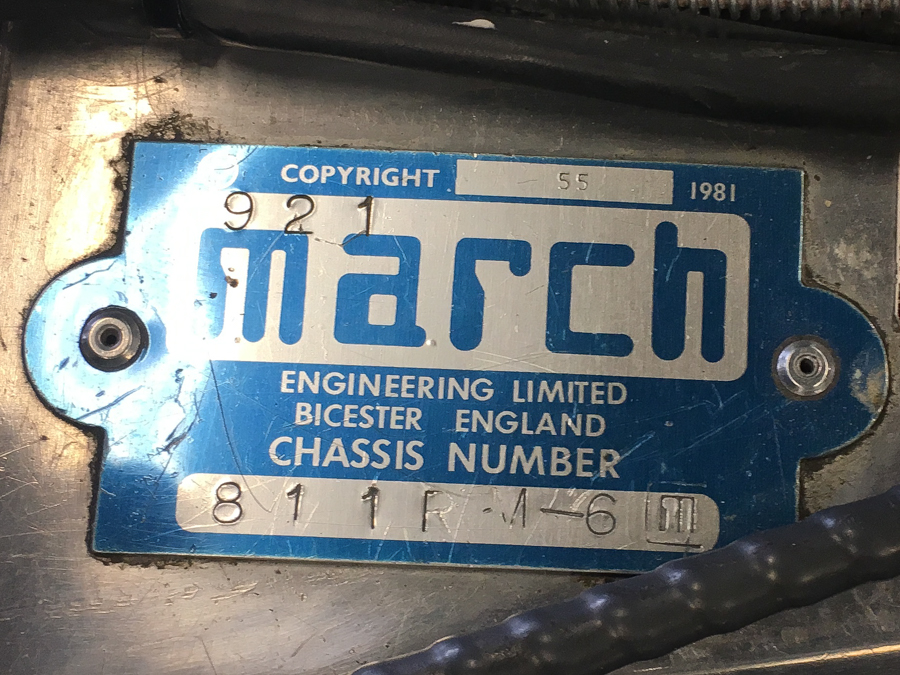 COPYRIGHT 55 1981
921
march
ENGINEERING LIMITED
BICESTER ENGLAND
CHASSIS NUMBER
811RM-6 m